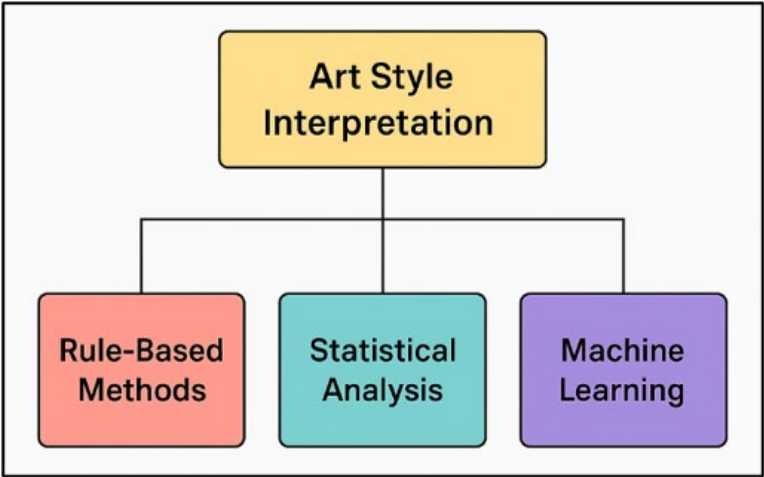 Art Style
Interpretation
Rule-Based
Methods
Statistical
Analysis
Machine
Learning